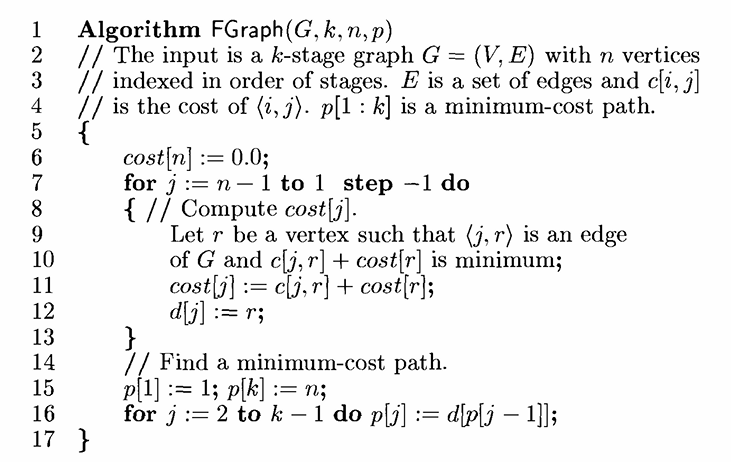 1 Algorithm FGraph(G, k, n, p)
2 // The input is a k-stage graph G = (V, E) with n vertices
3 // indexed in order of stages. E is a set of edges and c[i, j]
4 // is the cost of ⟨i, j⟩. p[1 : k] is a minimum-cost path.
5 {
6 cost[n] := 0.0;
7 for j := n − 1 to 1 step −1 do
8 { // Compute cost[j].
9 Let r be a vertex such that ⟨j, r⟩ is an edge
10 of G and c[j, r] + cost[r] is minimum;
11 cost[j] := c[j, r] + cost[r];
12 d[j] := r;
13 }
14 // Find a minimum-cost path.
15 p[1] := 1; p[k] := n;
16 for j := 2 to k − 1 do p[j] := d[p[j − 1]];
17 }